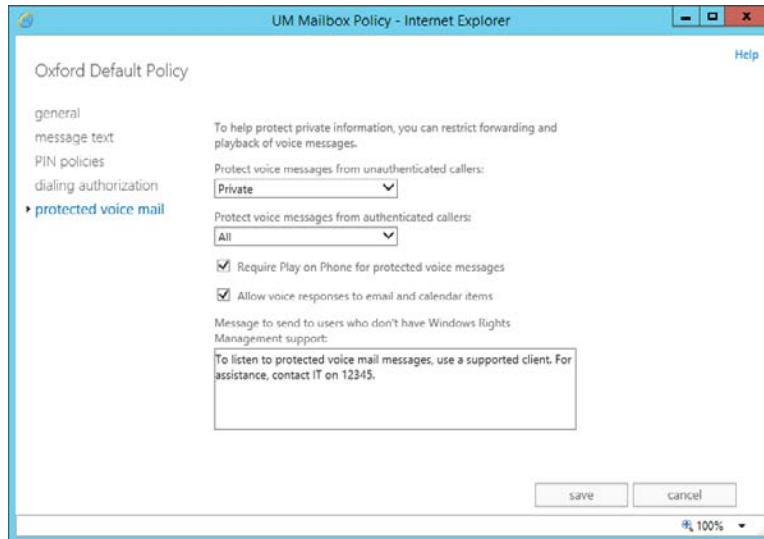 UM Mailbox Policy - Internet Explorer
Help
Oxford Default Policy
general
message text
PIN policies
dialing authorization
protected voice mail
To help protect private information, you can restrict forwarding and
playback of voice messages.
Protect voice messages from unauthenticated callers:
Private
Protect voice messages from authenticated callers:
All
Require Play on Phone for protected voice messages
Allow voice responses to email and calendar items
Message to send to users who don't have Windows Rights
Management support:
To listen to protected voice mail messages, use a supported client. For
assistance, contact IT on 12345.
save
cancel
100%